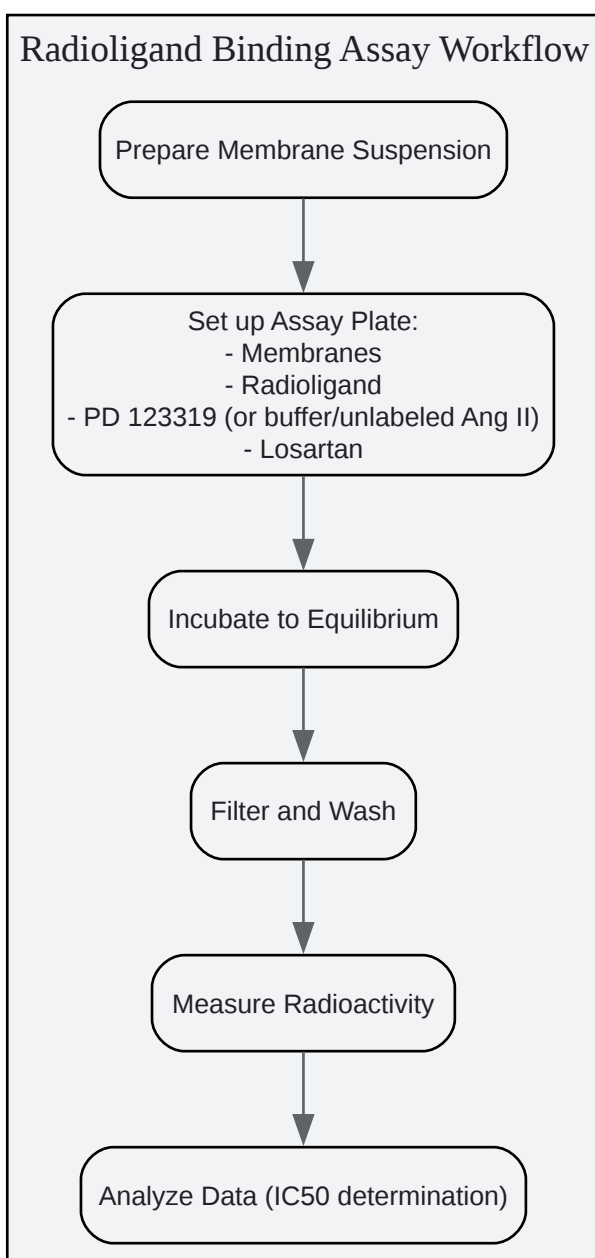 Radioligand Binding Assay Workflow
Prepare Membrane Suspension
Set up Assay Plate:
- Membranes
- Radioligand
- PD 123319 (or buffer/unlabeled Ang II)
- Losartan
Incubate to Equilibrium
Filter and Wash
Measure Radioactivity
Analyze Data (IC50 determination)